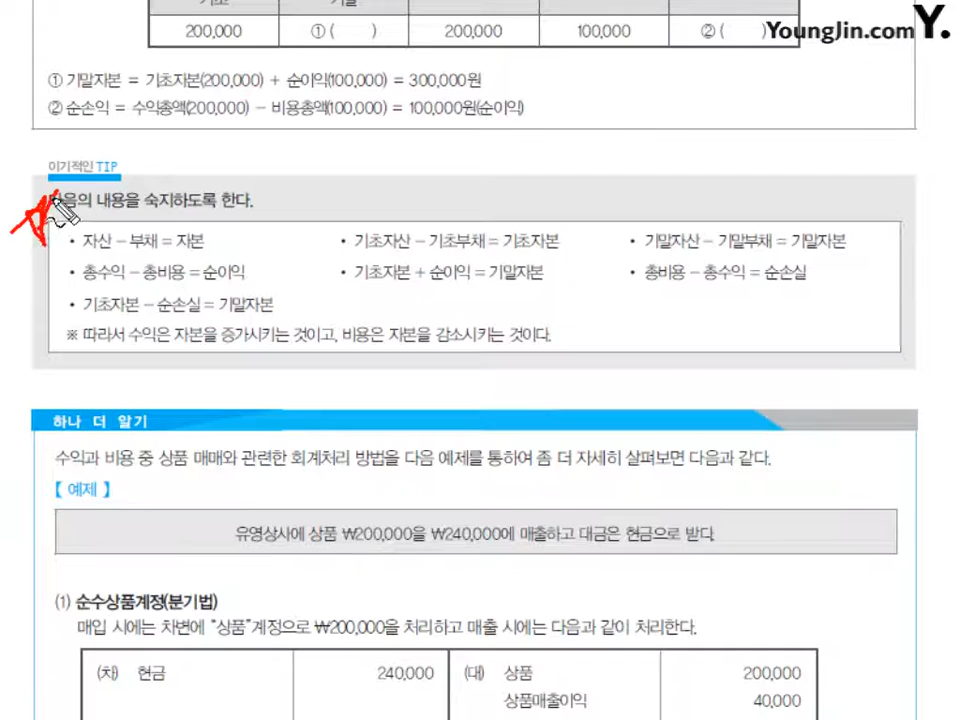 기초 기말
200,000 ① ( ) 200,000 100,000 ② ( )
YoungJin.com Y.
① 기말자본 = 기초자본(200,000) + 순이익(100,000) = 300,000원
② 순손익 = 수익총액(200,000) - 비용총액(100,000) = 100,000원(순이익)
이기적인 TIP
다음의 내용을 숙지하도록 한다.
• 자산 - 부채 = 자본 • 기초자산 - 기초부채 = 기초자본 • 기말자산 - 기말부채 = 기말자본
• 총수익 - 총비용 = 순이익 • 기초자본 + 순이익 = 기말자본 • 총비용 - 총수익 = 순손실
• 기초자본 - 순손실 = 기말자본
※ 따라서 수익은 자본을 증가시키는 것이고, 비용은 자본을 감소시키는 것이다.
하나 더 알기
수익과 비용 중 상품 매매와 관련한 회계처리 방법을 다음 예제를 통하여 좀 더 자세히 살펴보면 다음과 같다.
【 예제 】
유영상사에 상품 ₩200,000을 ₩240,000에 매출하고 대금은 현금으로 받다.
(1) 순수상품계정(분기법)
매입 시에는 차변에 "상품"계정으로 ₩200,000을 처리하고 매출 시에는 다음과 같이 처리한다.
(차) 현금 240,000 (대) 상품 200,000
상품매출이익 40,000